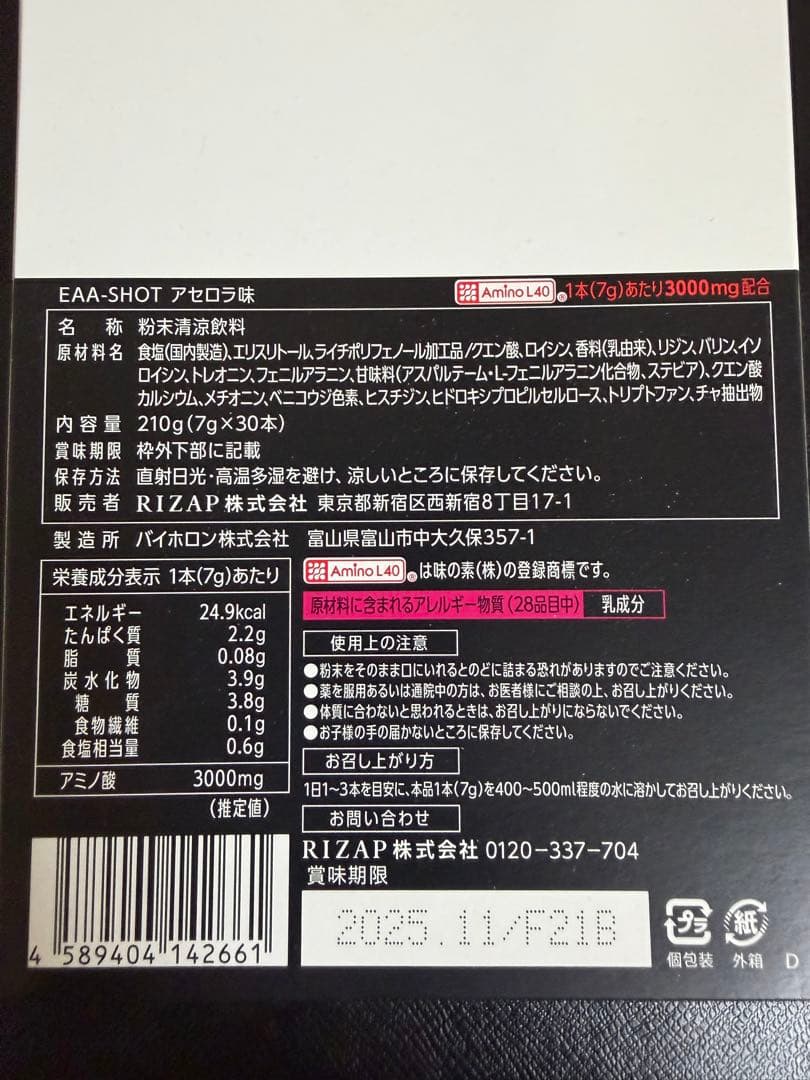 EAA-SHOT アセロラ味
Amino L40 ® 1本(7g)あたり3000mg配合
名 称 粉末清涼飲料
原材料名 食塩(国内製造)、エリスリトール、ライチポリフェノール加工品/クエン酸、ロイシン、香料(乳由来)、リジン、バリン、イソ
ロイシン、トレオニン、フェニルアラニン、甘味料(アスパルテーム・L-フェニルアラニン化合物、ステビア)、クエン酸
カルシウム、メチオニン、ベニコウジ色素、ヒスチジン、ヒドロキシプロピルセルロース、トリプトファン、チャ抽出物
内容量 210g(7g×30本)
賞味期限 枠外下部に記載
保存方法 直射日光・高温多湿を避け、涼しいところに保存してください。
販売者 RIZAP株式会社 東京都新宿区西新宿8丁目17-1
製造所 バイホロン株式会社 富山県富山市中大久保357-1
栄養成分表示 1本(7g)あたり
エネルギー 24.9kcal
たんぱく質 2.2g
脂質 0.08g
炭水化物 3.9g
糖質 3.8g
食物繊維 0.1g
食塩相当量 0.6g
アミノ酸 3000mg
(推定値)
Amino L40 ® は味の素(株)の登録商標です。
原材料に含まれるアレルギー物質(28品目中) 乳成分
使用上の注意
●粉末をそのまま口にいれるとのどに詰まる恐れがありますのでご注意ください。
●薬を服用あるいは通院中の方は、お医者様にご相談の上、お召し上がりください。
●体質に合わないと思われるときは、お召し上がりにならないでください。
●お子様の手の届かないところに保存してください。
お召し上がり方
1日1~3本を目安に、本品1本(7g)を400~500ml程度の水に溶かしてお召し上がりください。
お問い合わせ
RIZAP株式会社 0120-337-704
賞味期限
2025.11/F21B
4 589404 142661
プラ 紙
個包装 外箱 D